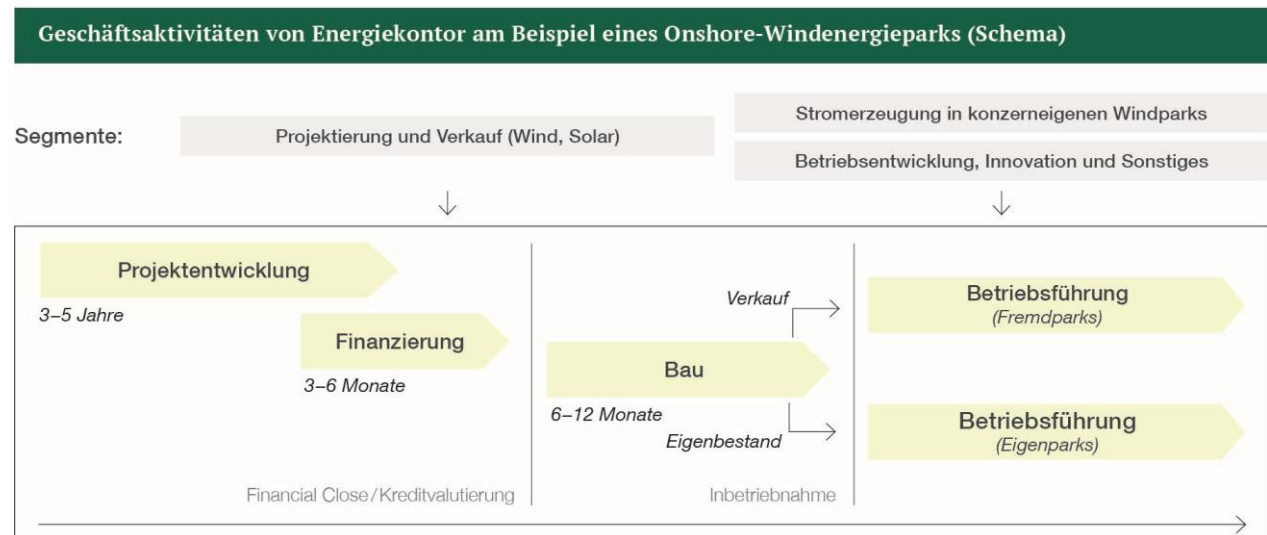 Geschäftsaktivitäten von Energiekontor am Beispiel eines Onshore-Windenergieparks (Schema)
Segmente:
Projektierung und Verkauf (Wind, Solar)
Stromerzeugung in konzerneigenen Windparks
Betriebsentwicklung, Innovation und Sonstiges
Projektentwicklung
3–5 Jahre
Finanzierung
3–6 Monate
Bau
6–12 Monate
Verkauf
Eigenbestand
Betriebsführung
(Fremdparks)
Betriebsführung
(Eigenparks)
Financial Close/Kreditvalutierung
Inbetriebnahme